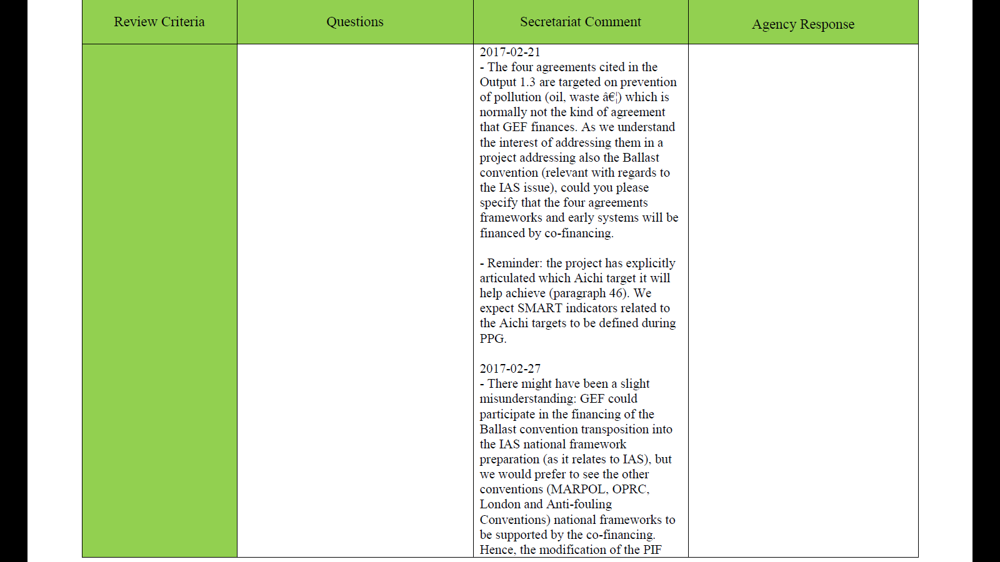 Review Criteria
Questions
Secretariat Comment
Agency Response
2017-02-21
- The four agreements cited in the
Output 1.3 are targeted on prevention
of pollution (oil, waste â€¦) which is
normally not the kind of agreement
that GEF finances. As we understand
the interest of addressing them in a
project addressing also the Ballast
convention (relevant with regards to
the IAS issue), could you please
specify that the four agreements
frameworks and early systems will be
financed by co-financing.
- Reminder: the project has explicitly
articulated which Aichi target it will
help achieve (paragraph 46). We
expect SMART indicators related to
the Aichi targets to be defined during
PPG.
2017-02-27
- There might have been a slight
misunderstanding: GEF could
participate in the financing of the
Ballast convention transposition into
the IAS national framework
preparation (as it relates to IAS), but
we would prefer to see the other
conventions (MARPOL, OPRC,
London and Anti-fouling
Conventions) national frameworks to
be supported by the co-financing.
Hence, the modification of the PIF